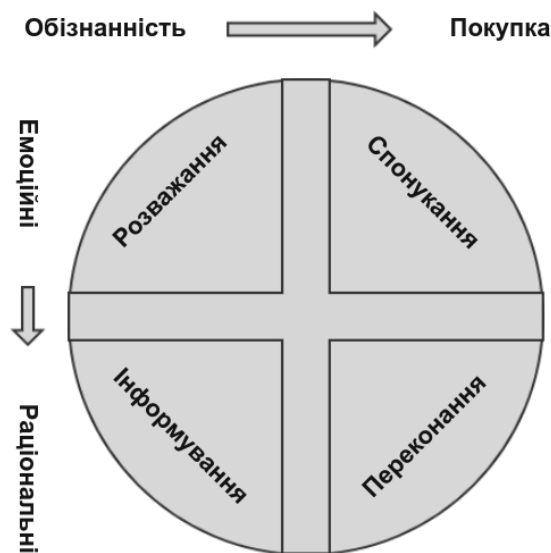 Обізнанність
Покупка
Емоційні
Розважання
Спонукання
Раціональні
Інформування
Переконання